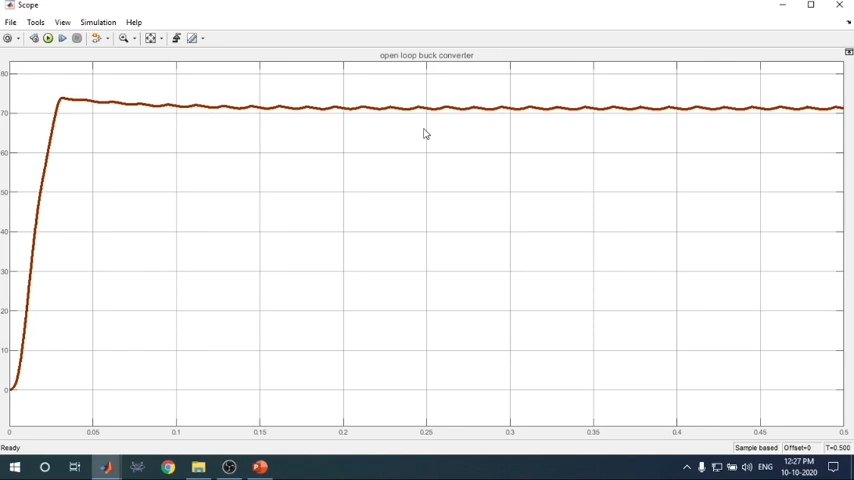 Scope
File Tools View Simulation Help
open loop buck converter
80
70
60
50
40
30
20
10
0
0 0.05 0.1 0.15 0.2 0.25 0.3 0.35 0.4 0.45 0.5
Ready Sample based Offset=0 T=0.500
ENG 12:27 PM
10-10-2020